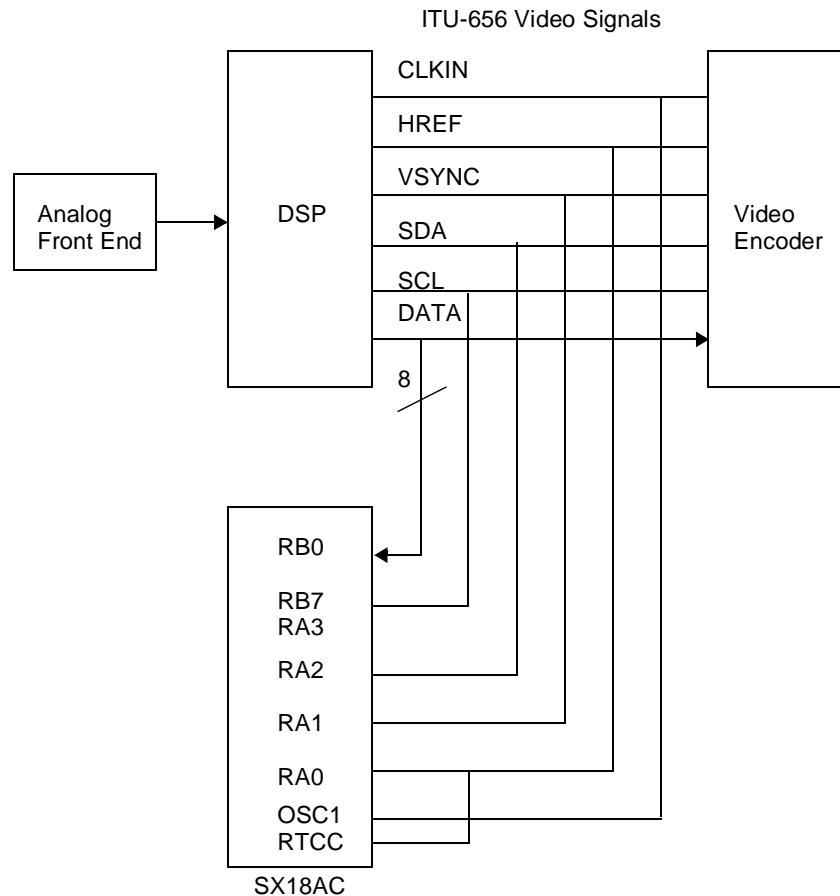 ITU-656 Video Signals
CLKIN
HREF
VSYNC
SDA
SCL
DATA
Analog
Front End
DSP
Video
Encoder
8
RB0
RB7
RA3
RA2
RA1
RA0
OSC1
RTCC
SX18AC